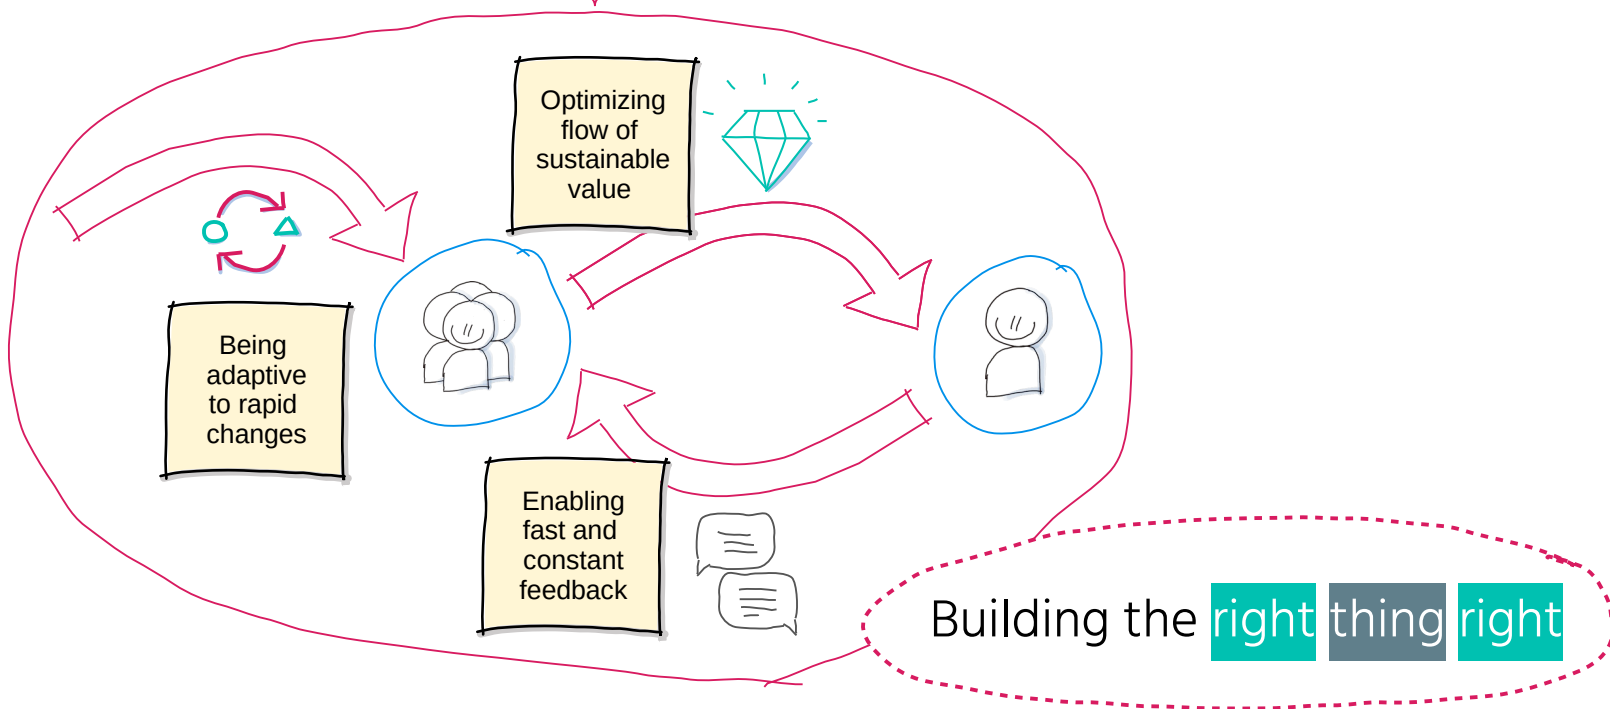 Optimizing
flow of
sustainable
value
Being
adaptive
to rapid
changes
Enabling
fast and
constant
feedback
Building the right thing right